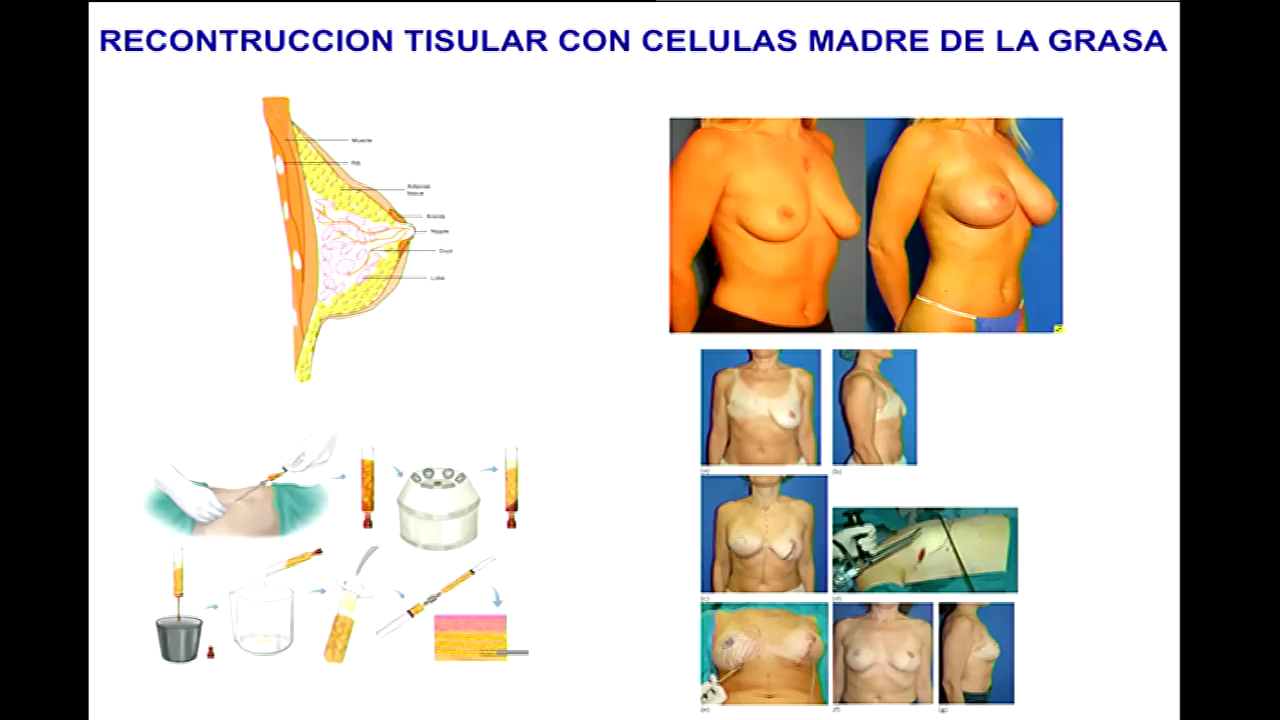 RECONTRUCCION TISULAR CON CELULAS MADRE DE LA GRASA
Muscle
Rib
Adipose
tissue
Areola
Nipple
Duct
Lobe
(a)
(b)
(c)
(d)
(e)
(f)
(g)